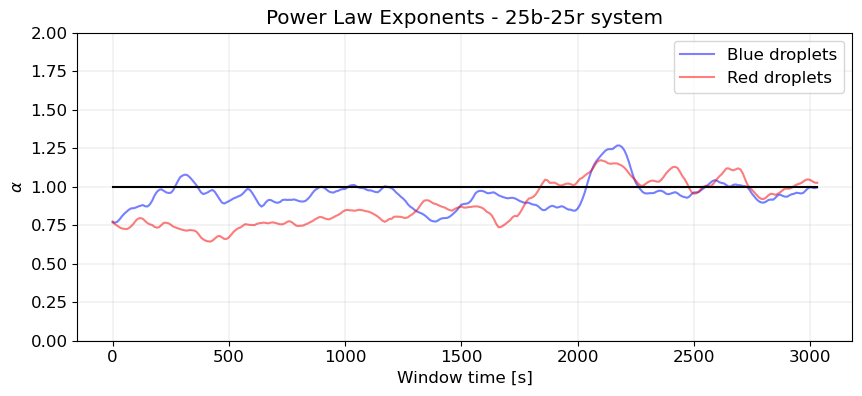 Power Law Exponents - 25b-25r system
2.00
1.75
1.50
1.25
1.00
0.75
0.50
0.25
0.00
α
Blue droplets
Red droplets
0 500 1000 1500 2000 2500 3000
Window time [s]